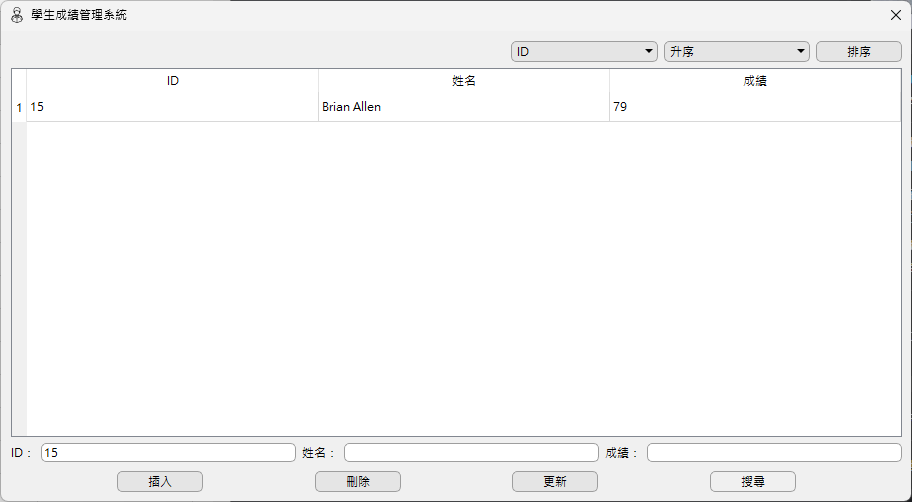 學生成績管理系統
ID 升序 排序
ID 姓名 成績
1 15 Brian Allen 79
ID： 15 姓名： 成績：
插入 刪除 更新 搜尋